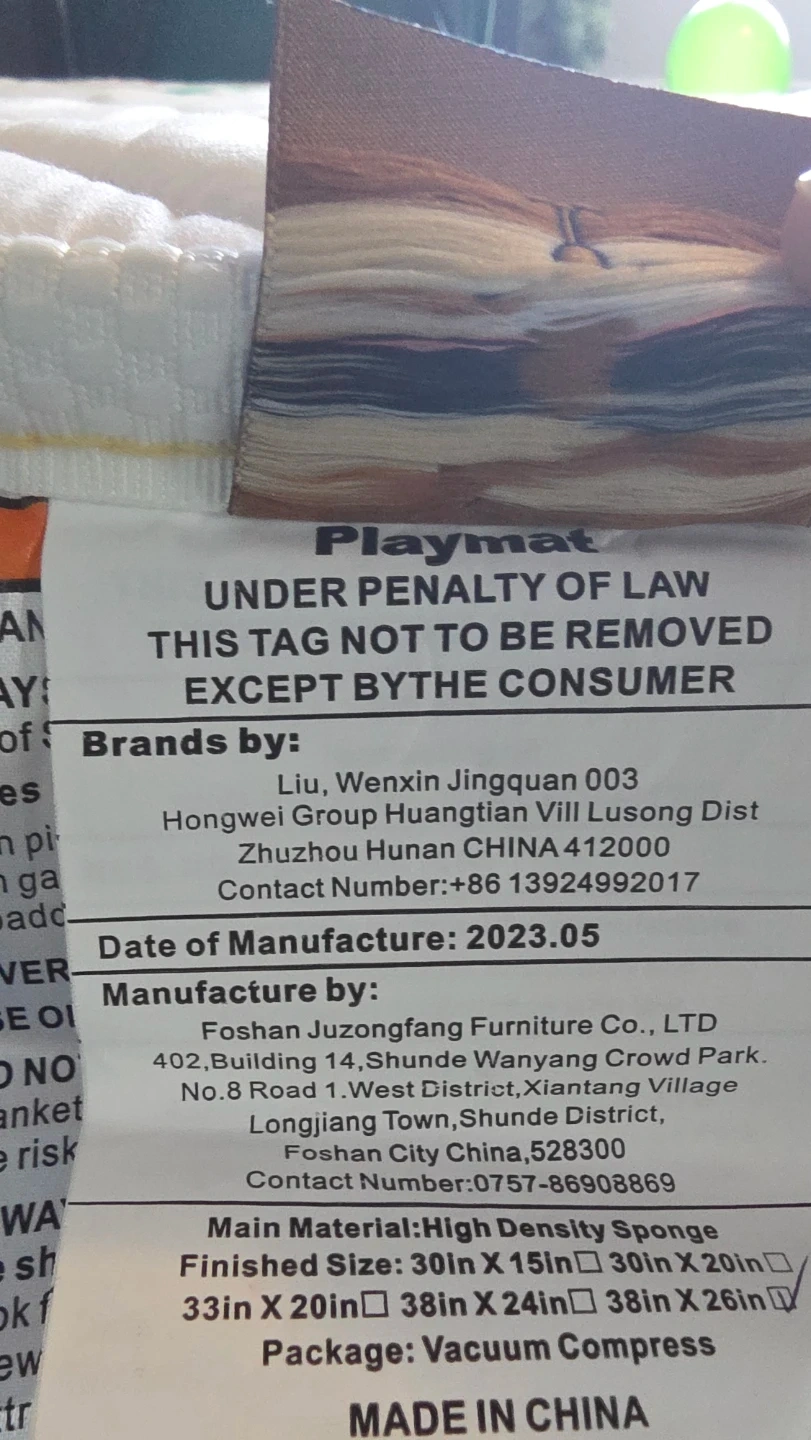 Playmat
UNDER PENALTY OF LAW
THIS TAG NOT TO BE REMOVED
EXCEPT BYTHE CONSUMER
Brands by:
Liu, Wenxin Jingquan 003
Hongwei Group Huangtian Vill Lusong Dist
Zhuzhou Hunan CHINA 412000
Contact Number:+86 13924992017
Date of Manufacture: 2023.05
Manufacture by:
Foshan Juzongfang Furniture Co., LTD
402,Building 14,Shunde Wanyang Crowd Park.
No.8 Road 1.West District,Xiantang Village
Longjiang Town,Shunde District,
Foshan City China,528300
Contact Number:0757-86908869
Main Material:High Density Sponge
Finished Size: 30in X 15in☐ 30in X 20in☐
33in X 20in☐ 38in X 24in☐ 38in X 26in☑
Package: Vacuum Compress
MADE IN CHINA
of
es
risk